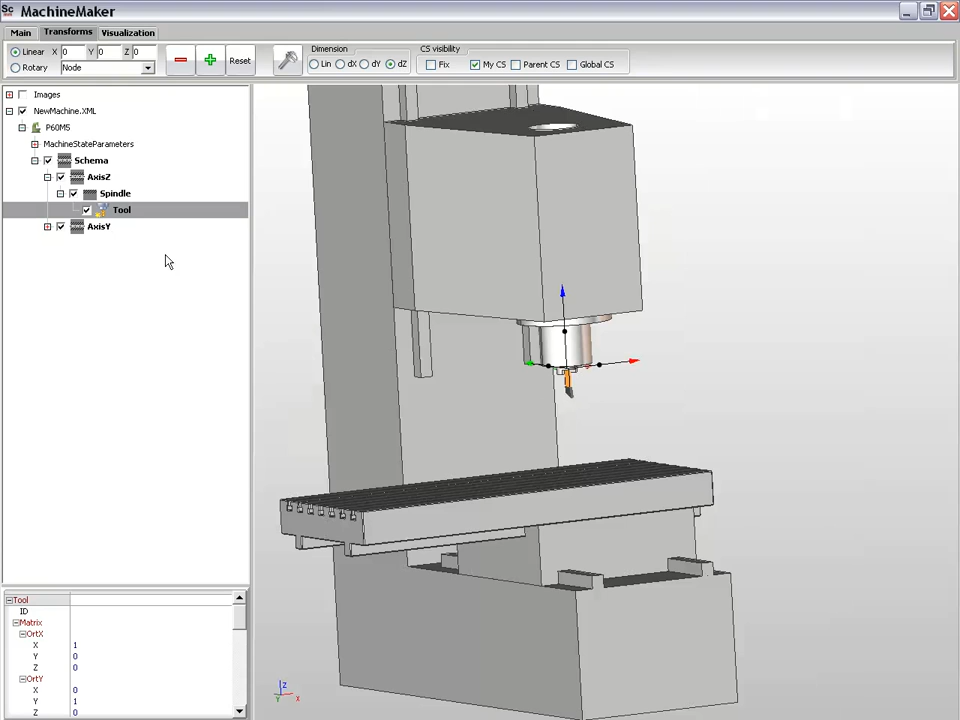 Sc MachineMaker
Main Transforms Visualization
Linear X 0 Y 0 Z 0
Rotary Node
Reset
Dimension
Lin dX dY dZ
CS visibility
Fix My CS Parent CS Global CS
Images
NewMachine.XML
P60M5
MachineStateParameters
Schema
AxisZ
Spindle
Tool
AxisY
Tool
ID
Matrix
OrtX
X 1
Y 0
Z 0
OrtY
X 0
Y 1
Z 0
Z
Y X